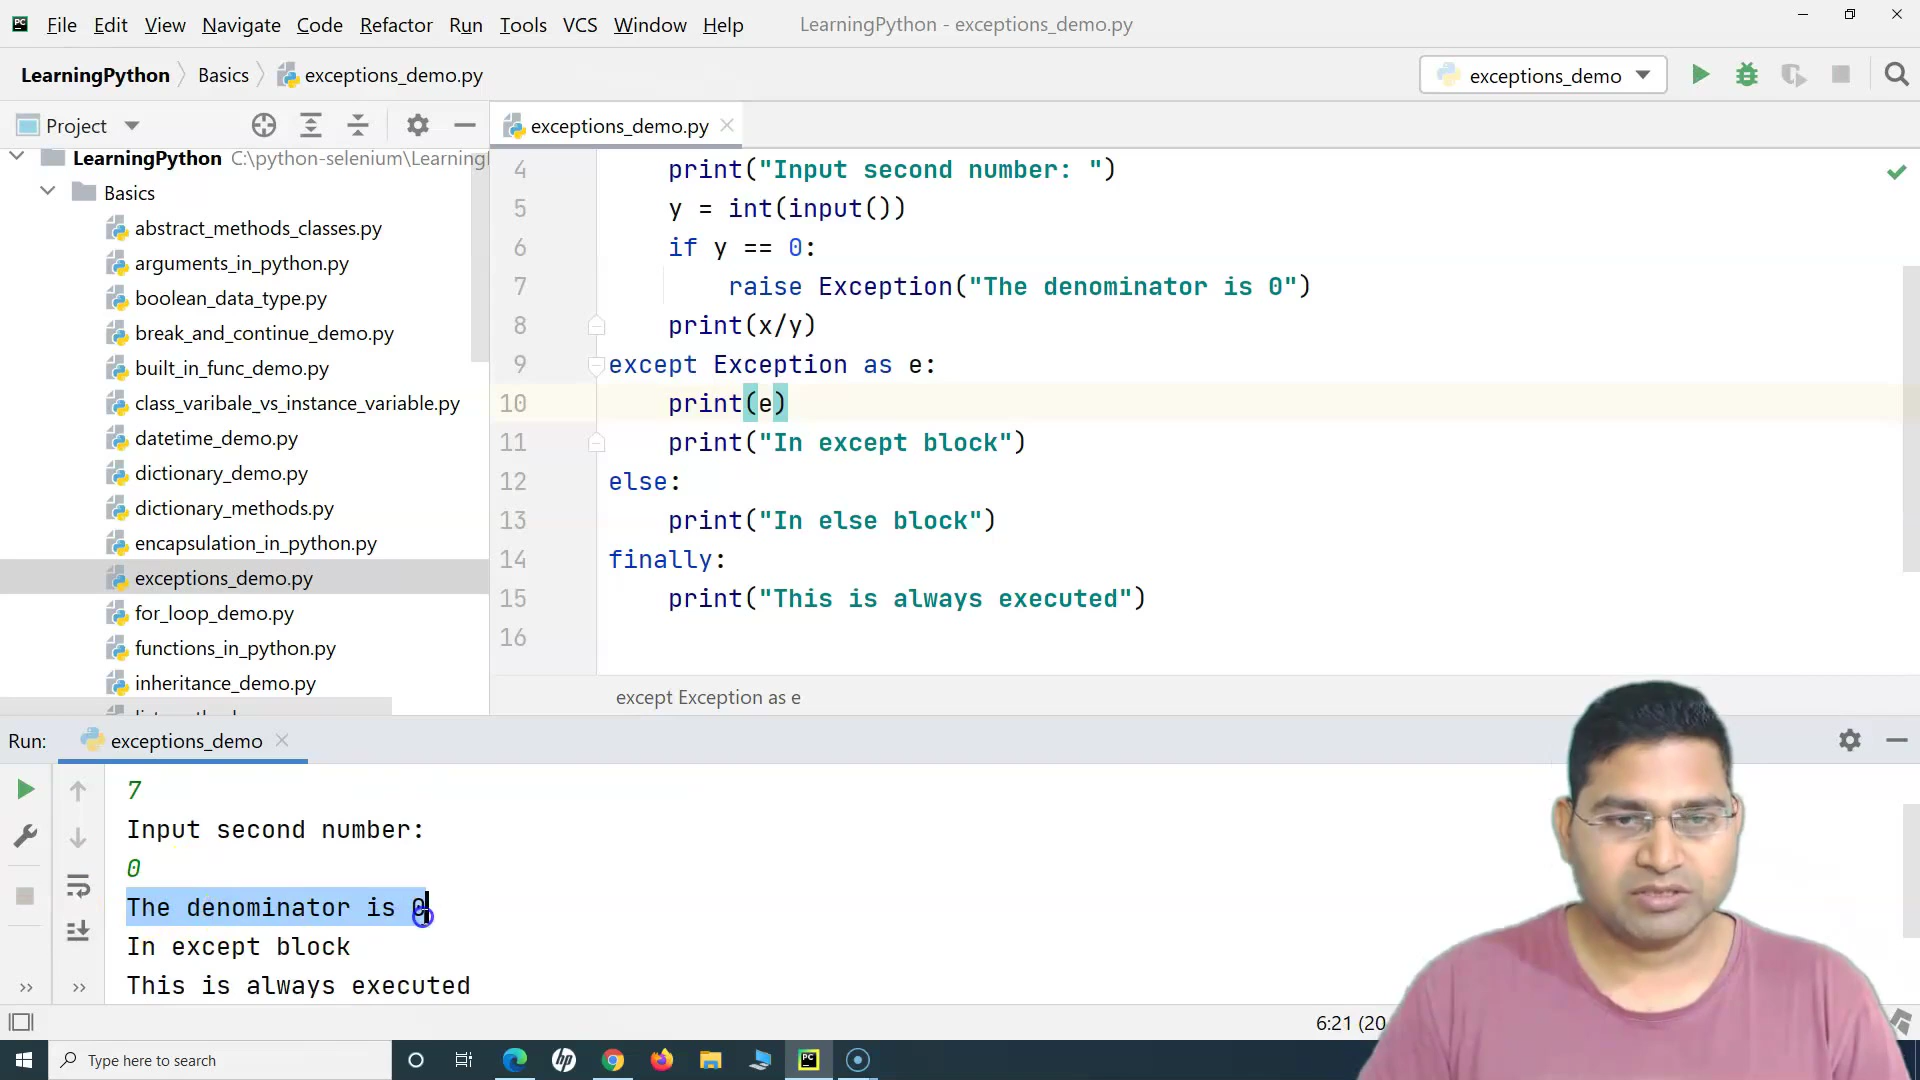 File Edit View Navigate Code Refactor Run Tools VCS Window Help LearningPython - exceptions_demo.py
LearningPython Basics exceptions_demo.py exceptions_demo
Project
exceptions_demo.py
LearningPython C:\python-selenium\Learning
Basics
abstract_methods_classes.py
arguments_in_python.py
boolean_data_type.py
break_and_continue_demo.py
built_in_func_demo.py
class_varibale_vs_instance_variable.py
datetime_demo.py
dictionary_demo.py
dictionary_methods.py
encapsulation_in_python.py
exceptions_demo.py
for_loop_demo.py
functions_in_python.py
inheritance_demo.py
4 print("Input second number: ")
5 y = int(input())
6 if y == 0:
7 raise Exception("The denominator is 0")
8 print(x/y)
9 except Exception as e:
10 print(e)
11 print("In except block")
12 else:
13 print("In else block")
14 finally:
15 print("This is always executed")
16
except Exception as e
Run: exceptions_demo
7
Input second number:
0
The denominator is 0
In except block
This is always executed
6:21 (20
Type here to search